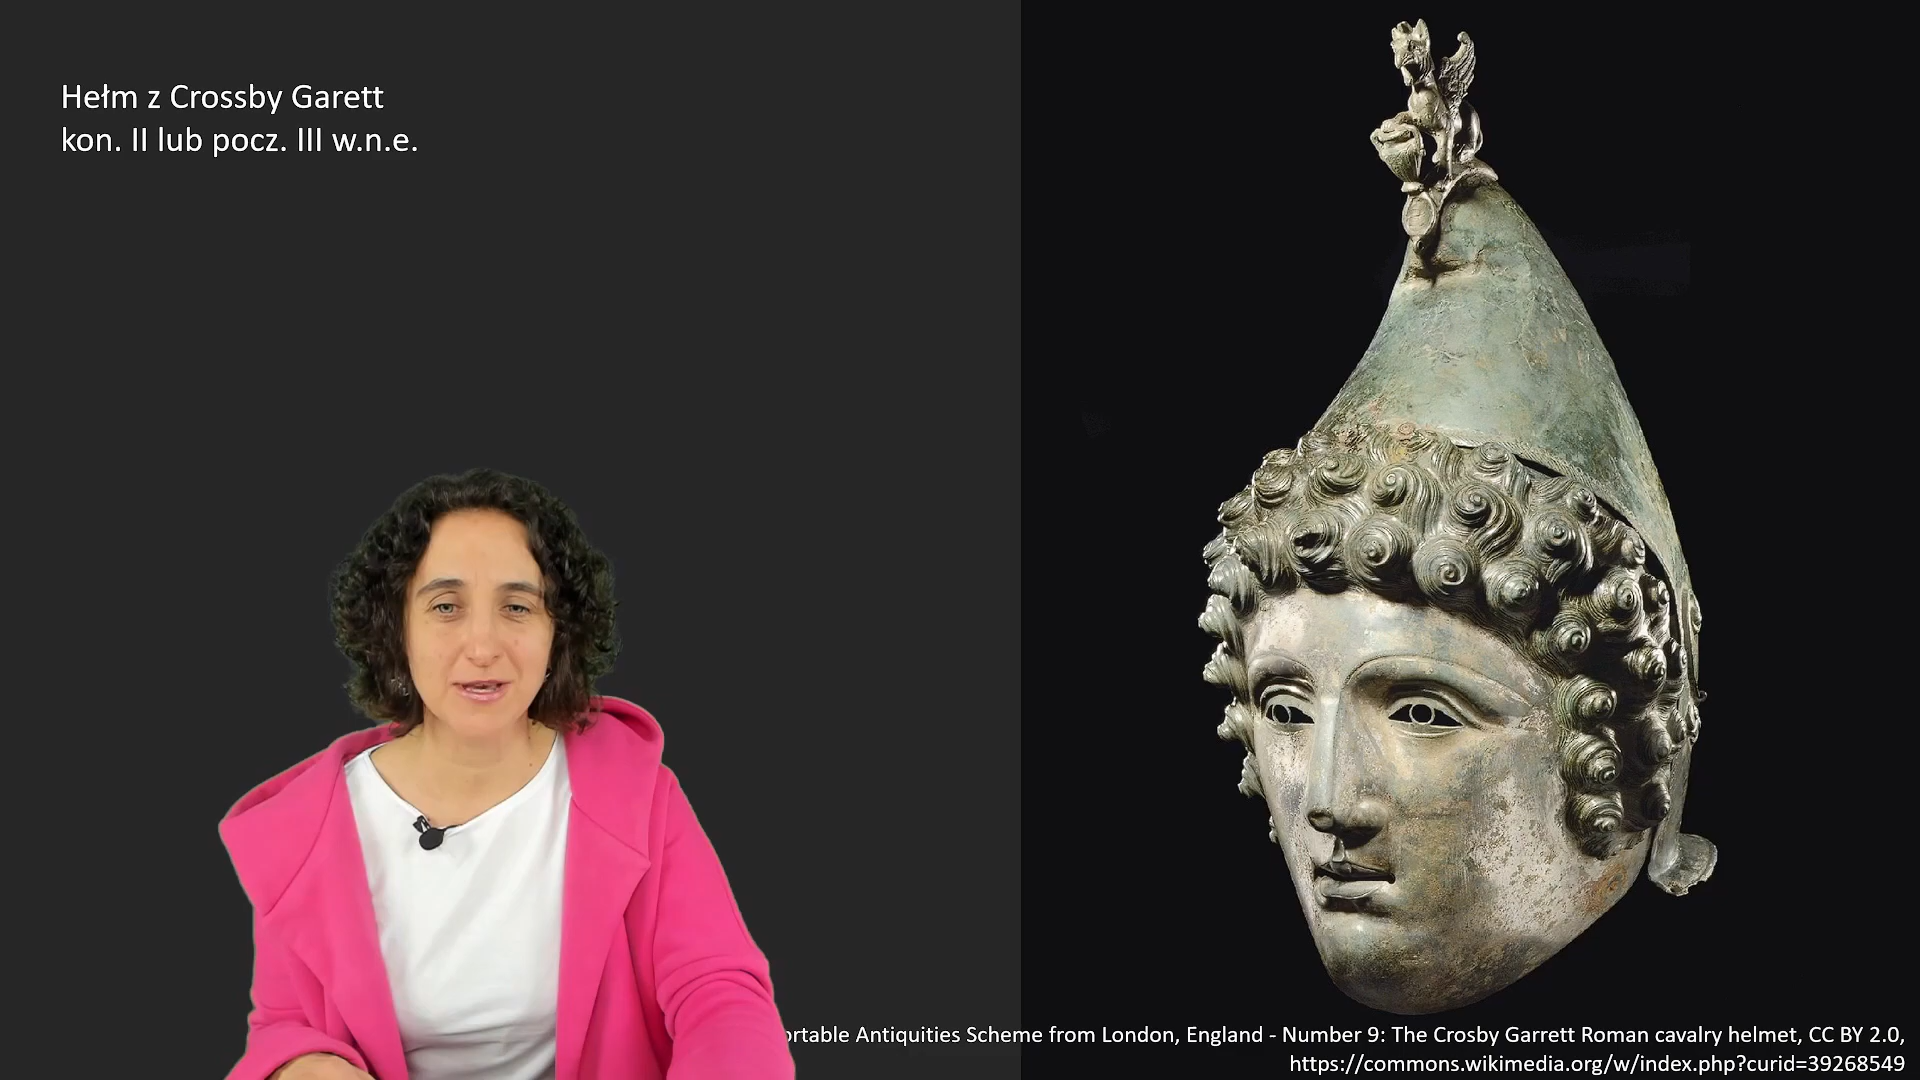 Hełm z Crossby Garett
kon. II lub pocz. III w.n.e.
Antiquities Scheme from London, England - Number 9: The Crosby Garrett Roman cavalry helmet, CC BY 2.0,
https://commons.wikimedia.org/w/index.php?curid=39268549